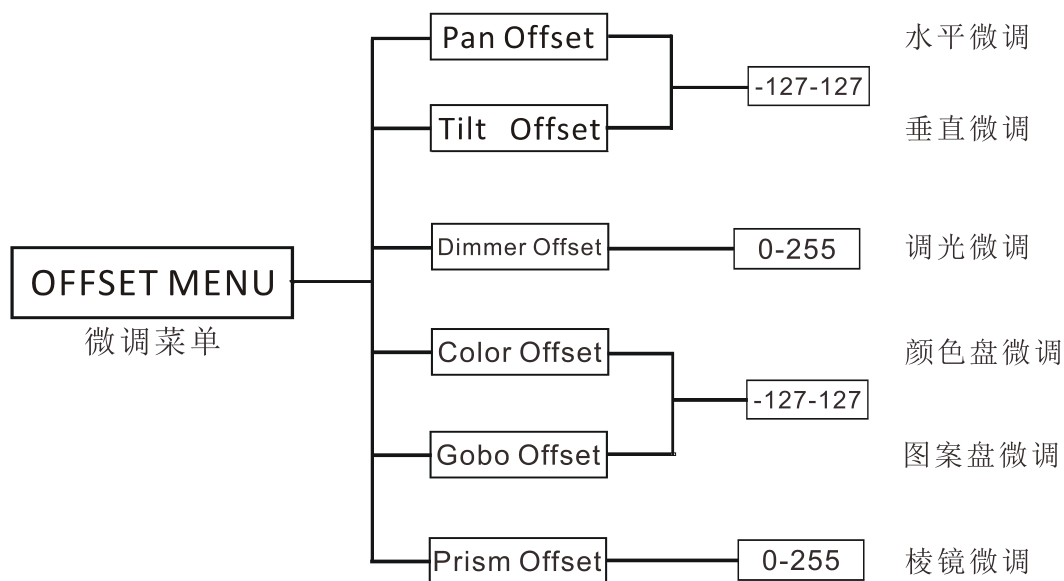 Pan Offset
水平微调
-127-127
Tilt Offset
垂直微调
Dimmer Offset
0-255
调光微调
OFFSET MENU
微调菜单
Color Offset
颜色盘微调
-127-127
Gobo Offset
图案盘微调
Prism Offset
0-255
棱镜微调